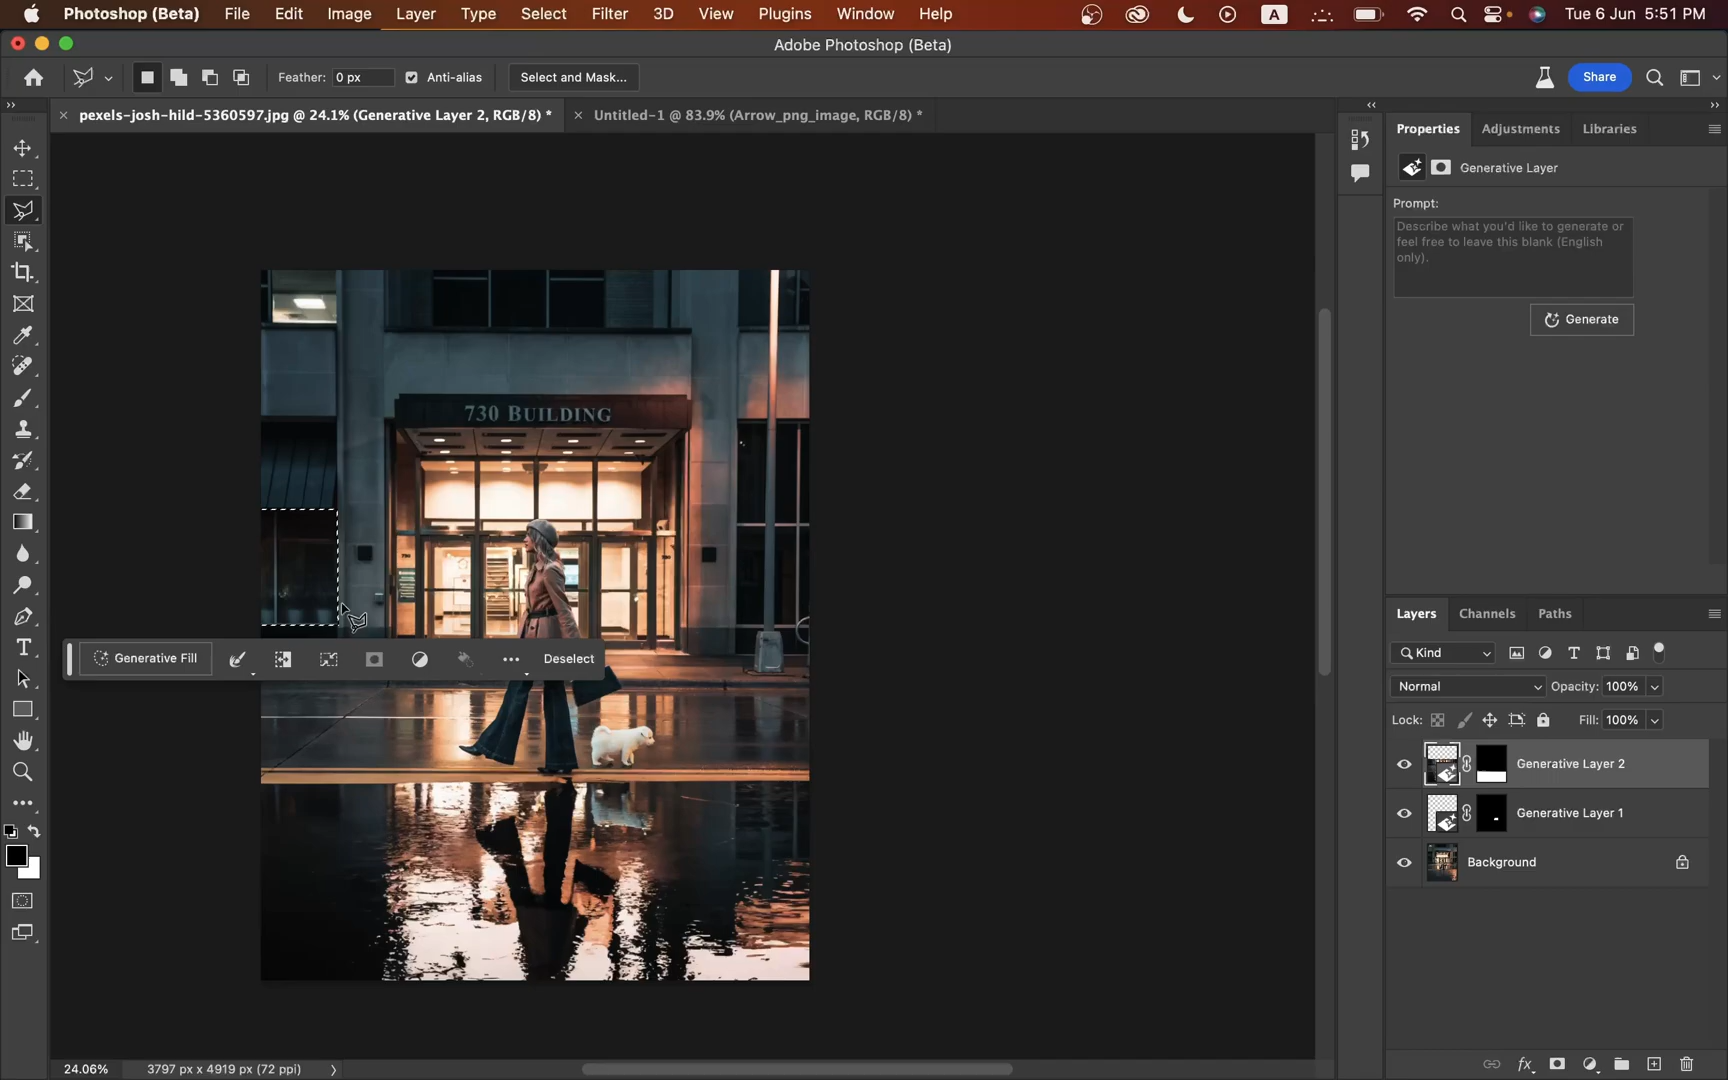 Photoshop (Beta) File Edit Image Layer Type Select Filter 3D View Plugins Window Help A Tue 6 Jun 5:51 PM
Adobe Photoshop (Beta)
Feather: 0 px Anti-alias Select and Mask... Share
pexels-josh-hild-5360597.jpg @ 24.1% (Generative Layer 2, RGB/8) * Untitled-1 @ 83.9% (Arrow_png_image, RGB/8) *
Properties Adjustments Libraries
Generative Layer
Prompt:
Describe what you'd like to generate or
feel free to leave this blank (English
only).
Generate
730 BUILDING
Generative Fill Deselect
Layers Channels Paths
Kind
Normal Opacity: 100%
Lock: Fill: 100%
Generative Layer 2
Generative Layer 1
Background
24.06% 3797 px x 4919 px (72 ppi)